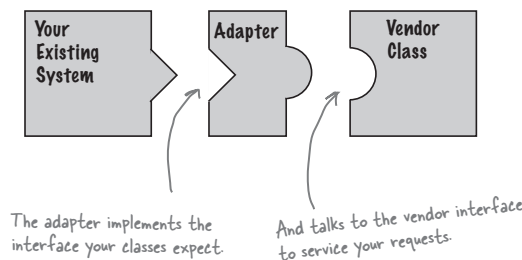 Your
Existing
System
Adapter
Vendor
Class
The adapter implements the
interface your classes expect.
And talks to the vendor interface
to service your requests.